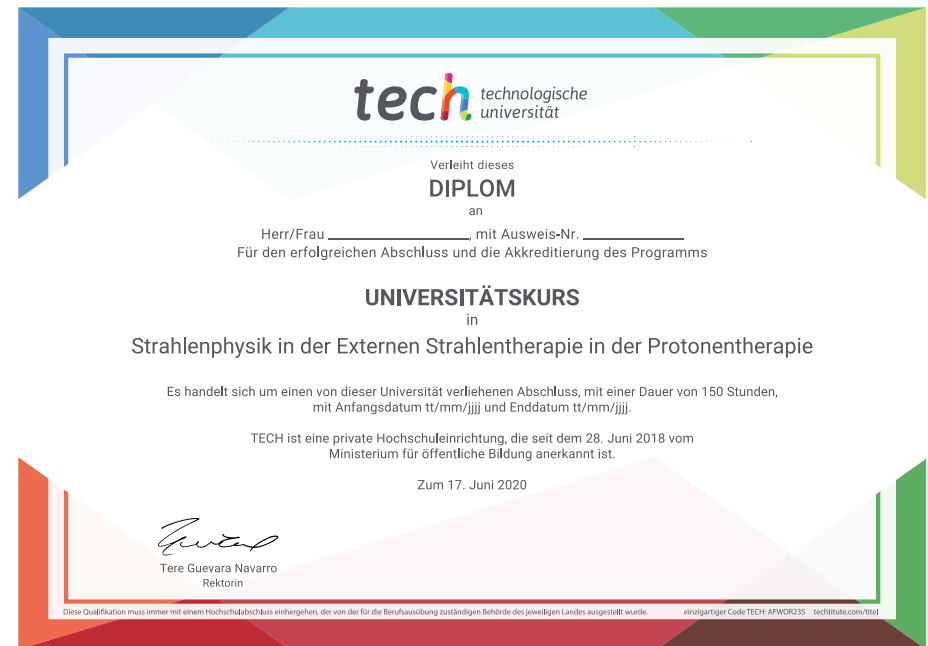 tech technologische
universität
Verleiht dieses
DIPLOM
an
Herr/Frau ____________, mit Ausweis-Nr. ____________
Für den erfolgreichen Abschluss und die Akkreditierung des Programms
UNIVERSITÄTSKURS
in
Strahlenphysik in der Externen Strahlentherapie in der Protonentherapie
Es handelt sich um einen von dieser Universität verliehenen Abschluss, mit einer Dauer von 150 Stunden,
mit Anfangsdatum tt/mm/jjjj und Enddatum tt/mm/jjjj.
TECH ist eine private Hochschuleinrichtung, die seit dem 28. Juni 2018 vom
Ministerium für öffentliche Bildung anerkannt ist.
Zum 17. Juni 2020
Tere Guevara Navarro
Rektorin
Diese Qualifikation muss immer mit einem Hochschulabschluss einhergehen, der von der für die Berufsausübung zuständigen Behörde des jeweiligen Landes ausgestellt wurde. einzigartiger Code TECH: AFWOR235 techtitute.com/titel